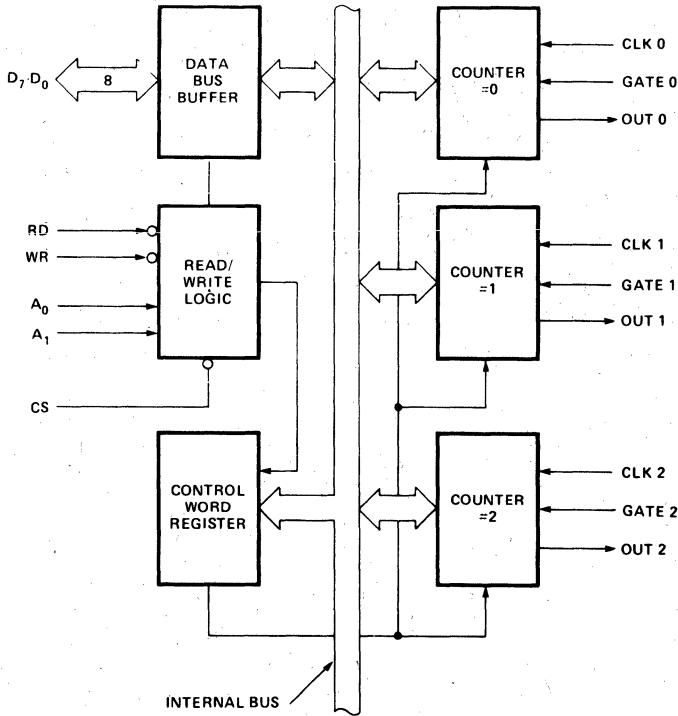 D₇-D₀
8
DATA
BUS
BUFFER
RD
WR
A₀
A₁
CS
READ/
WRITE
LOGIC
CONTROL
WORD
REGISTER
INTERNAL BUS
COUNTER
=0
CLK 0
GATE 0
OUT 0
COUNTER
=1
CLK 1
GATE 1
OUT 1
COUNTER
=2
CLK 2
GATE 2
OUT 2